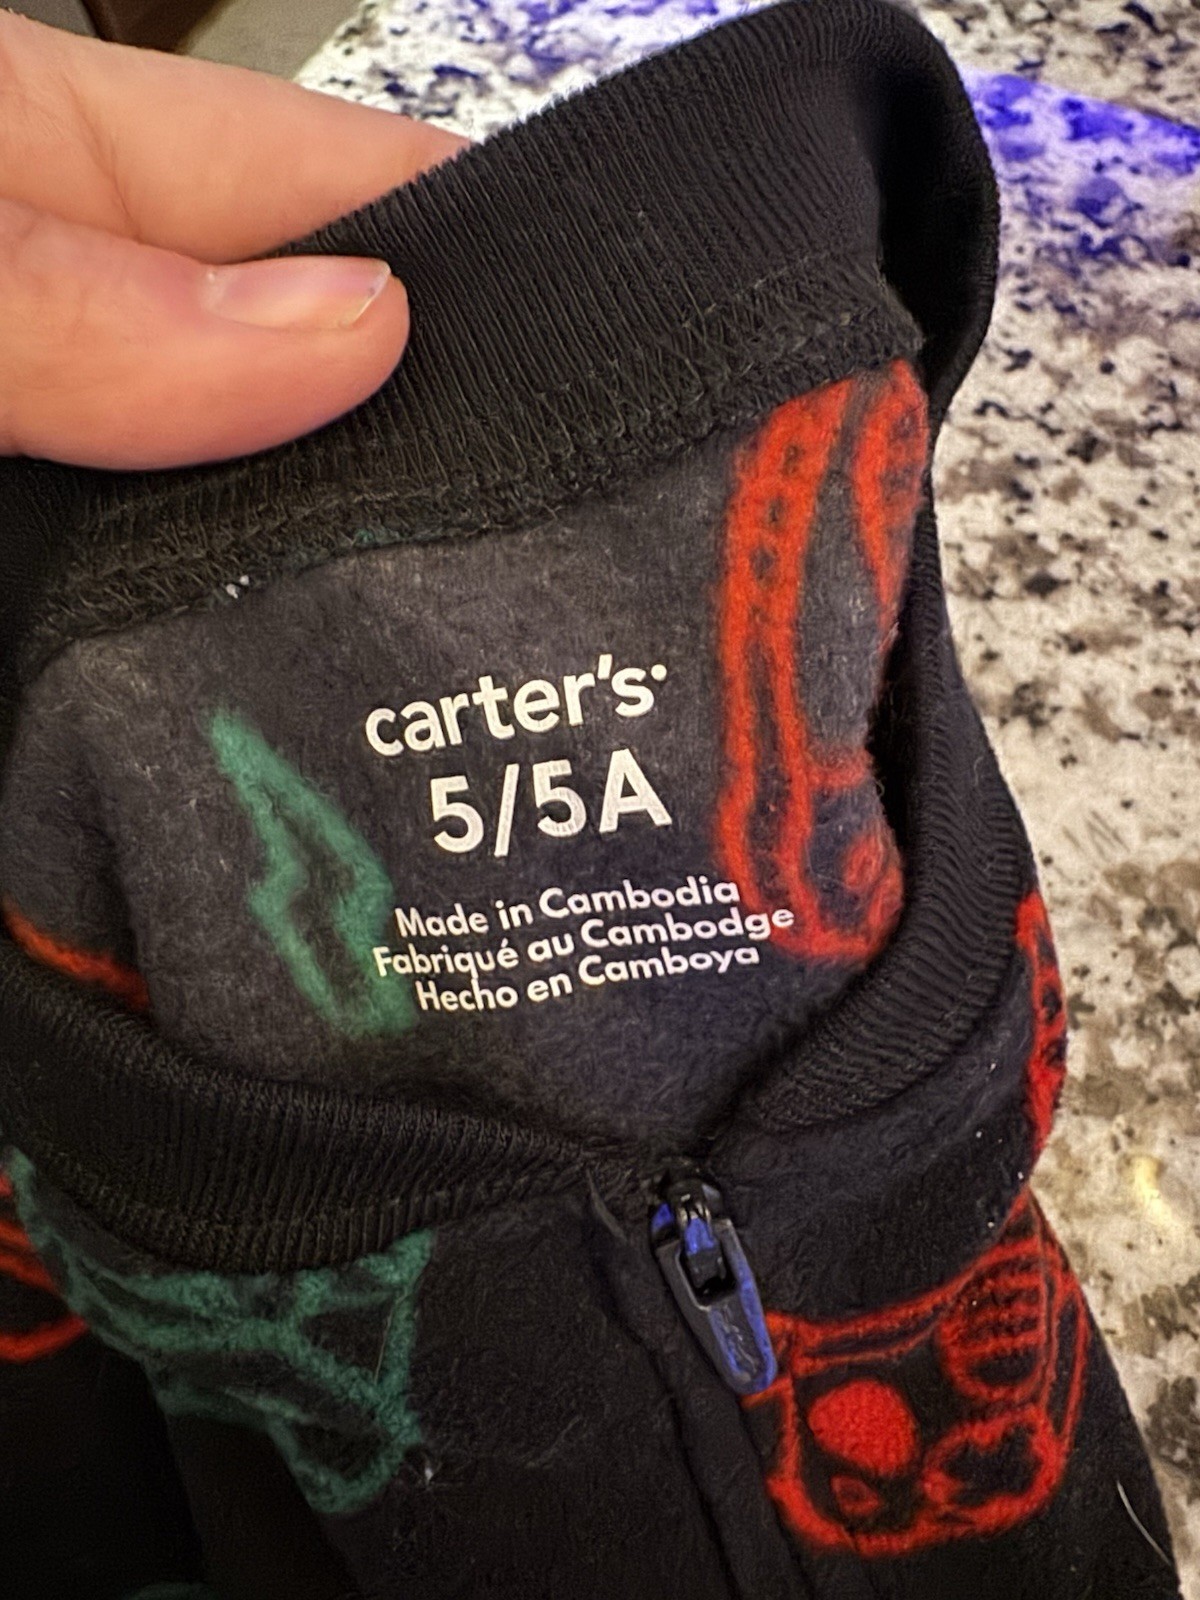 carter's
5/5A
Made in Cambodia
Fabriqué au Cambodge
Hecho en Camboya